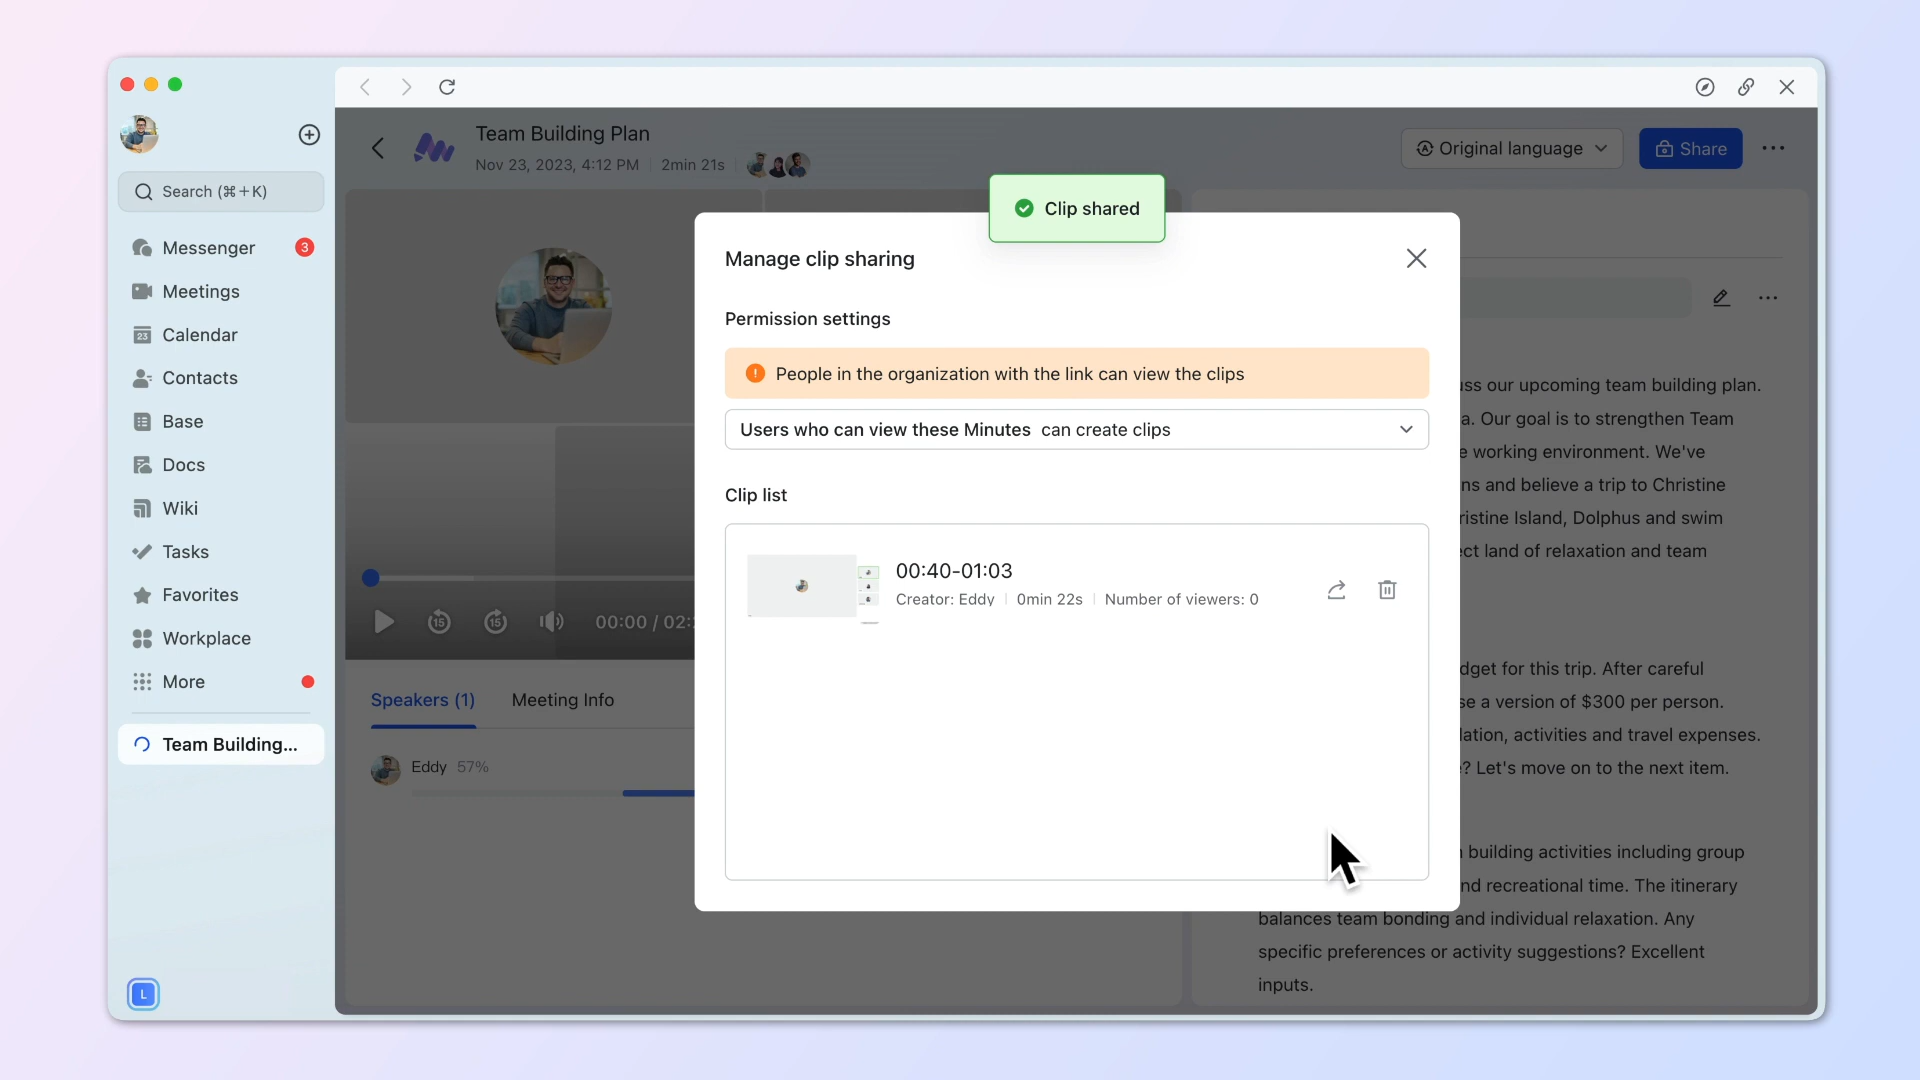 Team Building Plan
Nov 23, 2023, 4:12 PM 2min 21s
Original language
Share
Search (⌘+K)
Messenger 3
Meetings
23 Calendar
Contacts
Base
Docs
Wiki
Tasks
Favorites
Workplace
More
Team Building...
L
Clip shared
Manage clip sharing
Permission settings
People in the organization with the link can view the clips
Users who can view these Minutes can create clips
Clip list
00:40-01:03
Creator: Eddy 0min 22s Number of viewers: 0
15 15 00:00 / 02:
Speakers (1) Meeting Info
Eddy 57%
uss our upcoming team building plan.
a. Our goal is to strengthen Team
e working environment. We've
ns and believe a trip to Christine
ristine Island, Dolphus and swim
ect land of relaxation and team
dget for this trip. After careful
se a version of $300 per person.
lation, activities and travel expenses.
? Let's move on to the next item.
building activities including group
nd recreational time. The itinerary
balances team bonding and individual relaxation. Any
specific preferences or activity suggestions? Excellent
inputs.